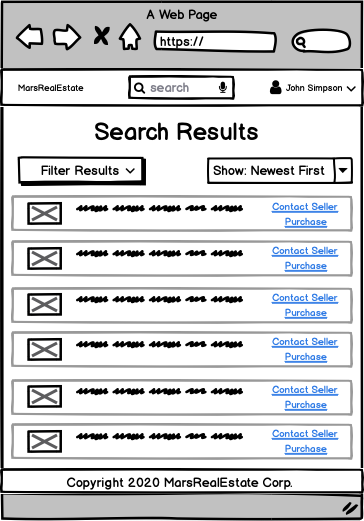 A Web Page
https://
MarsRealEstate
search
John Simpson
Search Results
Filter Results
Show: Newest First
Contact Seller
Purchase
Contact Seller
Purchase
Contact Seller
Purchase
Contact Seller
Purchase
Contact Seller
Purchase
Contact Seller
Purchase
Copyright 2020 MarsRealEstate Corp.